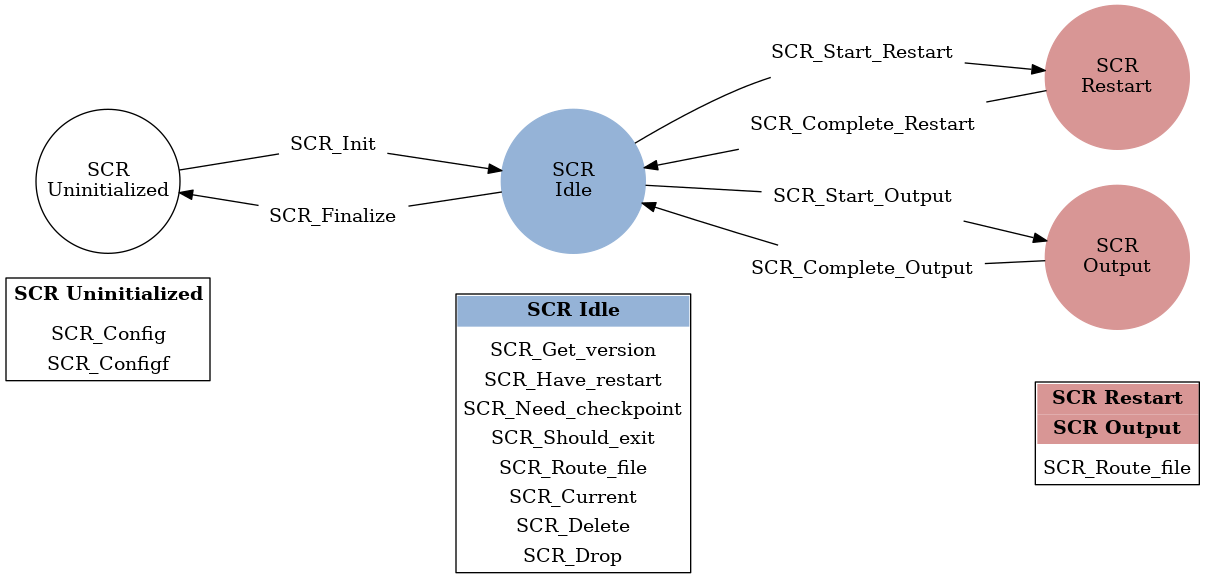 SCR_Start_Restart
SCR
Restart
SCR_Complete_Restart
SCR_Init
SCR
Uninitialized
SCR
Idle
SCR_Finalize
SCR_Start_Output
SCR
Output
SCR_Complete_Output
SCR Uninitialized
SCR_Config
SCR_Configf
SCR Idle
SCR_Get_version
SCR_Have_restart
SCR_Need_checkpoint
SCR_Should_exit
SCR_Route_file
SCR_Current
SCR_Delete
SCR_Drop
SCR Restart
SCR Output
SCR_Route_file